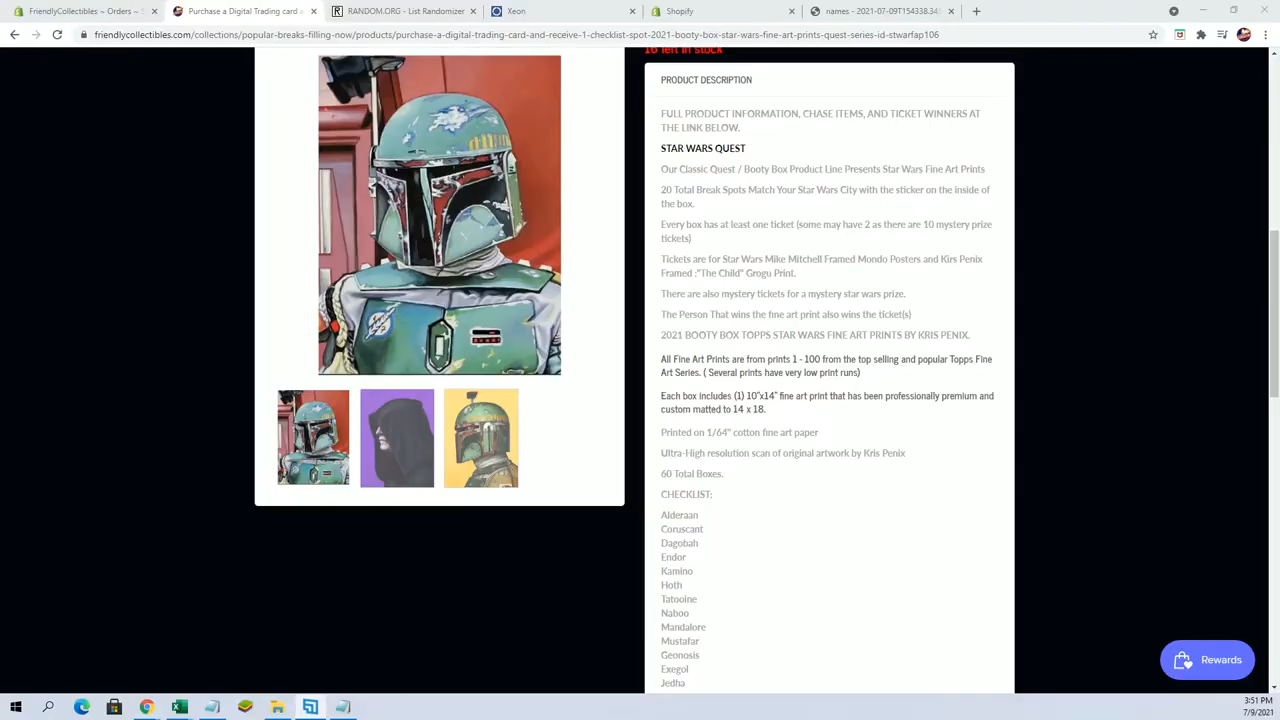 FriendlyCollectibles ~ Orders ~ S
Purchase a Digital Trading card a
RANDOM.ORG - List Randomizer
Xeon
Shopify
names - 2021-07-09T154338.34
friendlycollectibles.com/collections/popular-breaks-filling-now/products/purchase-a-digital-trading-card-and-receive-1-checklist-spot-2021-booty-box-star-wars-fine-art-prints-quest-series-id-stwarfap106
16 left in stock
PRODUCT DESCRIPTION
FULL PRODUCT INFORMATION, CHASE ITEMS, AND TICKET WINNERS AT
THE LINK BELOW.
STAR WARS QUEST
Our Classic Quest / Booty Box Product Line Presents Star Wars Fine Art Prints
20 Total Break Spots Match Your Star Wars City with the sticker on the inside of
the box.
Every box has at least one ticket (some may have 2 as there are 10 mystery prize
tickets)
Tickets are for Star Wars Mike Mitchell Framed Mondo Posters and Kirs Penix
Framed :"The Child" Grogu Print.
There are also mystery tickets for a mystery star wars prize.
The Person That wins the fine art print also wins the ticket(s)
2021 BOOTY BOX TOPPS STAR WARS FINE ART PRINTS BY KRIS PENIX.
All Fine Art Prints are from prints 1 - 100 from the top selling and popular Topps Fine
Art Series. ( Several prints have very low print runs)
Each box includes (1) 10"x14" fine art print that has been professionally premium and
custom matted to 14 x 18.
Printed on 1/64" cotton fine art paper
Ultra-High resolution scan of original artwork by Kris Penix
60 Total Boxes.
CHECKLIST:
Alderaan
Coruscant
Dagobah
Endor
Kamino
Hoth
Tatooine
Naboo
Mandalore
Mustafar
Geonosis
Exegol
Jedha
Rewards
3:51 PM
7/9/2021